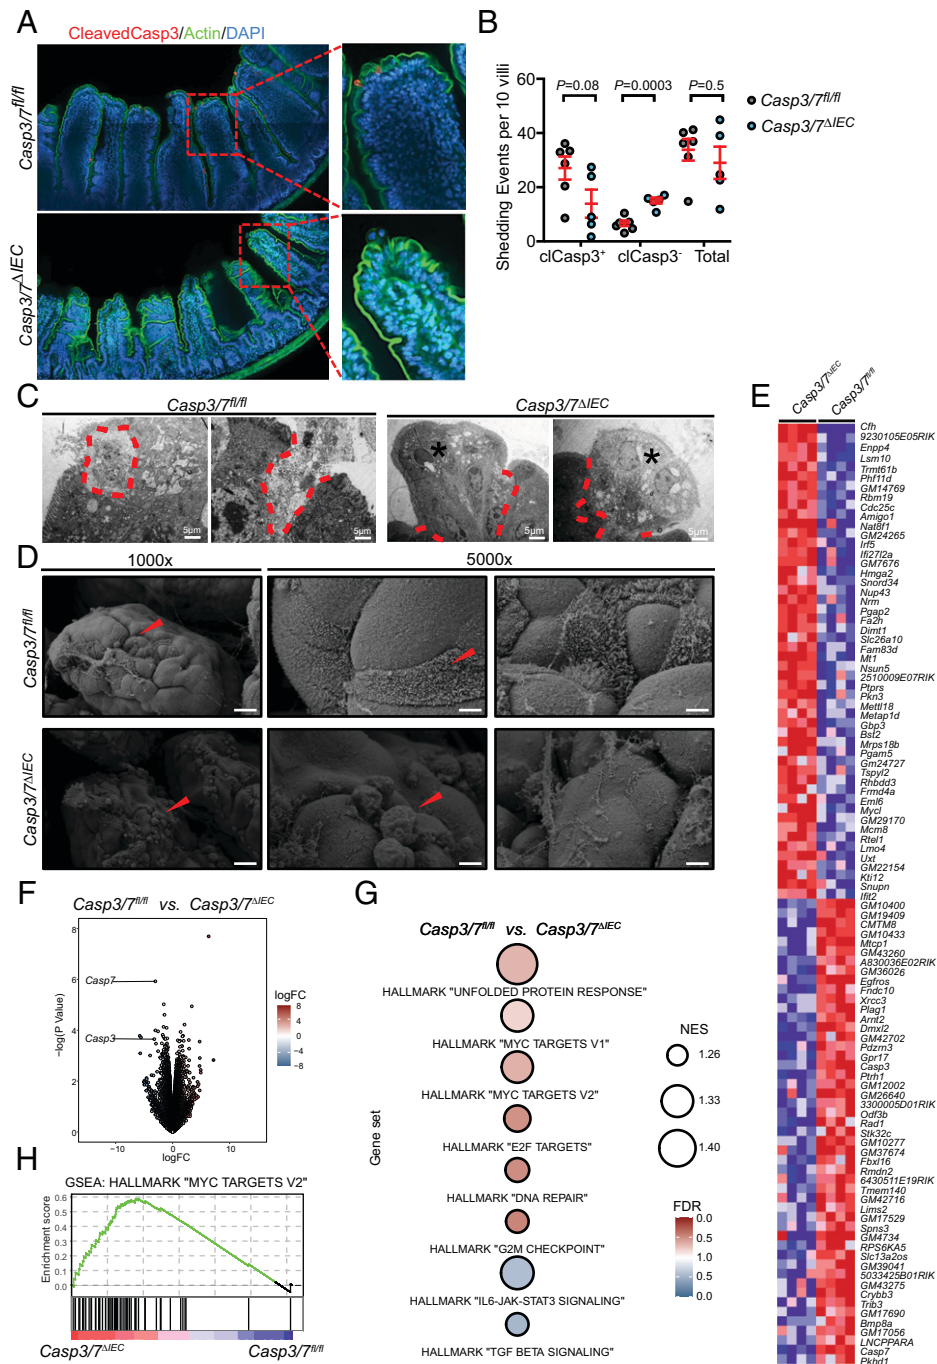 A
CleavedCasp3/Actin/DAPI
Casp3/7fl/fl
Casp3/7ΔIEC
B
Shedding Events per 10 villi
60
40
20
0
P=0.08 P=0.0003 P=0.5
clCasp3+ clCasp3- Total
Casp3/7fl/fl
Casp3/7ΔIEC
C
Casp3/7fl/fl Casp3/7ΔIEC
* *
5μm 5μm 5μm 5μm
D
1000x 5000x
Casp3/7fl/fl
Casp3/7ΔIEC
E
Casp3/7ΔIEC Casp3/7fl/fl
Cfh
9230105E05RIK
Enpp4
Lsm10
Trmt61b
Phf11d
GM14769
Rbm19
Cdc25c
Amigo1
Nat8f1
GM24265
Irf5
Ifi27l2a
GM7676
Hmga2
Snord34
Nup43
Nrm
Pgap2
Fa2h
Dimt1
Slc26a10
Fam83d
Mt1
Nsun5
2510009E07RIK
Ptprs
Pkn3
Mettl18
Metap1d
Gbp3
Bst2
Mrps18b
Pgam5
Gm24727
Tspyl2
Rhbdd3
Frmd4a
Eml6
Mycl
GM29170
Mcm8
Rtel1
Lmo4
Uxt
GM22154
Kti12
Snupn
Ifit2
GM10400
GM19409
CMTM8
GM10433
Mtcp1
GM43260
A830036E02RIK
GM36026
Egfros
Fndc10
Xrcc3
Plag1
Arnt2
Dmxl2
GM42702
Pdzrn3
Gpr17
Casp3
Ptrh1
GM12002
GM26640
3300005D01RIK
Odf3b
Rad1
Stk32c
GM10277
GM37674
Fbxl16
Rmdn2
6430511E19RIK
Tmem140
GM42716
Lims2
GM17529
Spns3
GM4734
RPS6KA5
Slc13a2os
GM39041
5033425B01RIK
GM43275
Crybb3
Trib3
GM17690
Bmp8a
GM17056
LNCPPARA
Casp7
Pkhd1
F
Casp3/7fl/fl vs. Casp3/7ΔIEC
−log(P Value)
8
6
4
2
0
Casp7
Casp3
−10 0 10
logFC
logFC
8
4
0
−4
−8
G
Casp3/7fl/fl vs. Casp3/7ΔIEC
Gene set
HALLMARK "UNFOLDED PROTEIN RESPONSE"
HALLMARK "MYC TARGETS V1"
HALLMARK "MYC TARGETS V2"
HALLMARK "E2F TARGETS"
HALLMARK "DNA REPAIR"
HALLMARK "G2M CHECKPOINT"
HALLMARK "IL6-JAK-STAT3 SIGNALING"
HALLMARK "TGF BETA SIGNALING"
NES
1.26
1.33
1.40
FDR
0.0
0.5
1.0
0.5
0.0
H
GSEA: HALLMARK "MYC TARGETS V2"
Enrichment score
0.6
0.5
0.4
0.3
0.2
0.1
0.0
Casp3/7ΔIEC Casp3/7fl/fl